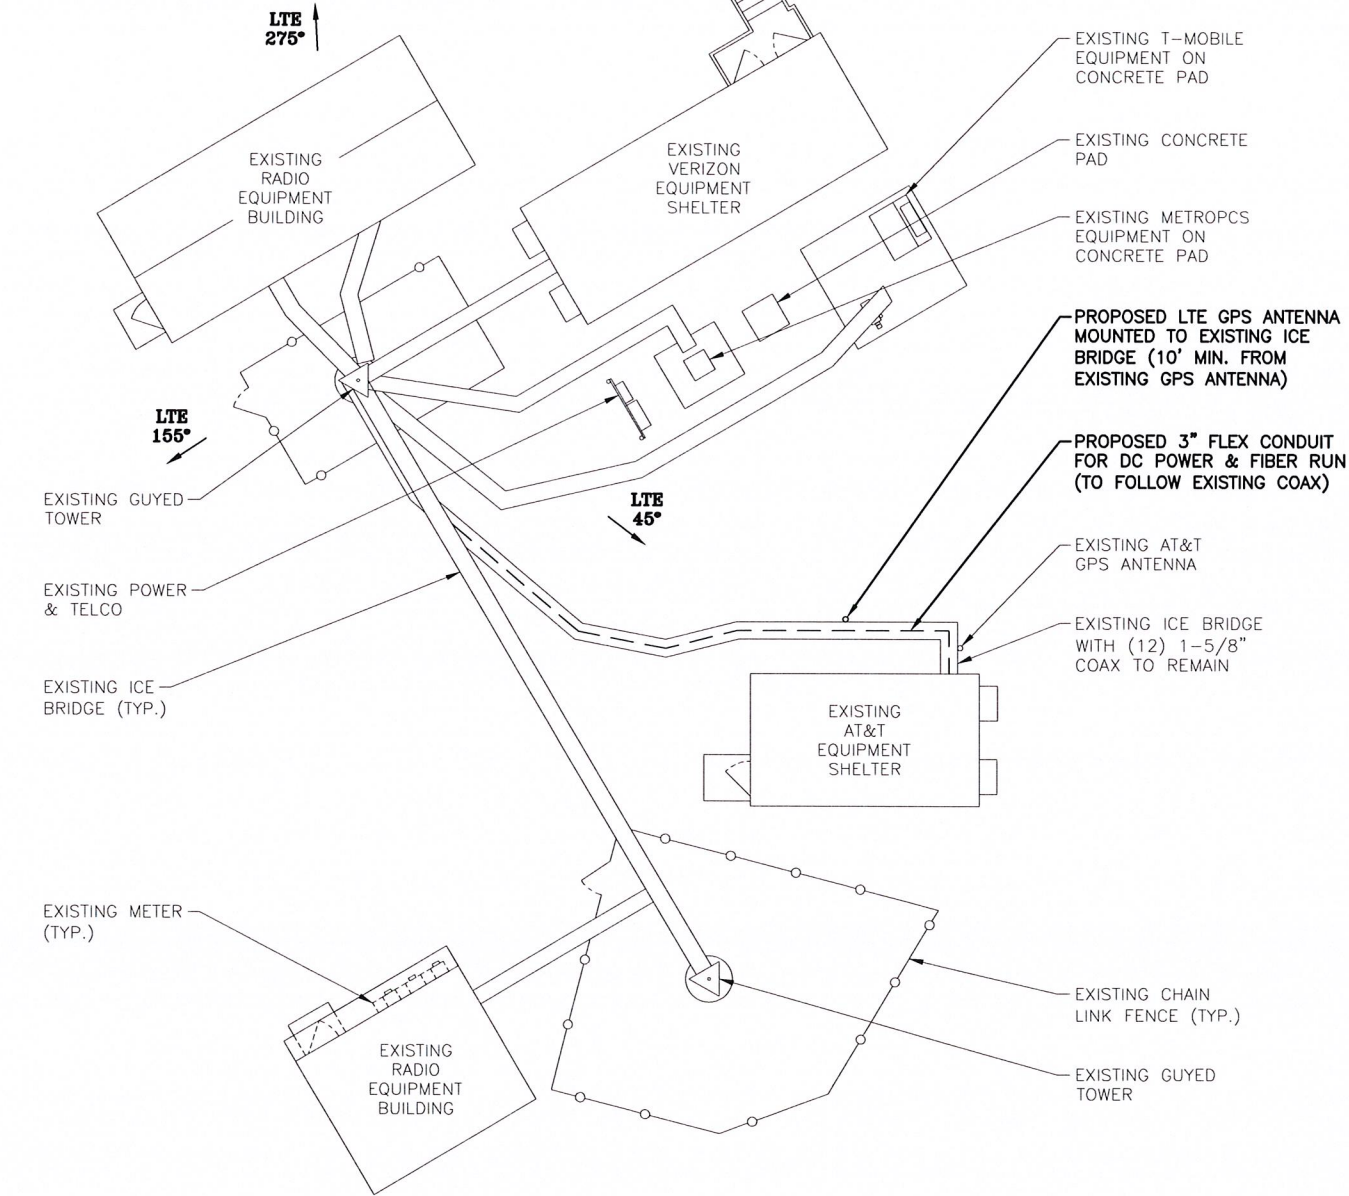 LTE
275°
EXISTING
RADIO
EQUIPMENT
BUILDING
EXISTING
VERIZON
EQUIPMENT
SHELTER
EXISTING T-MOBILE
EQUIPMENT ON
CONCRETE PAD
EXISTING CONCRETE
PAD
EXISTING METROPCS
EQUIPMENT ON
CONCRETE PAD
PROPOSED LTE GPS ANTENNA
MOUNTED TO EXISTING ICE
BRIDGE (10' MIN. FROM
EXISTING GPS ANTENNA)
LTE
155°
PROPOSED 3" FLEX CONDUIT
FOR DC POWER & FIBER RUN
(TO FOLLOW EXISTING COAX)
EXISTING GUYED
TOWER
LTE
45°
EXISTING AT&T
GPS ANTENNA
EXISTING POWER
& TELCO
EXISTING ICE BRIDGE
WITH (12) 1-5/8"
COAX TO REMAIN
EXISTING ICE
BRIDGE (TYP.)
EXISTING
AT&T
EQUIPMENT
SHELTER
EXISTING METER
(TYP.)
EXISTING CHAIN
LINK FENCE (TYP.)
EXISTING
RADIO
EQUIPMENT
BUILDING
EXISTING GUYED
TOWER